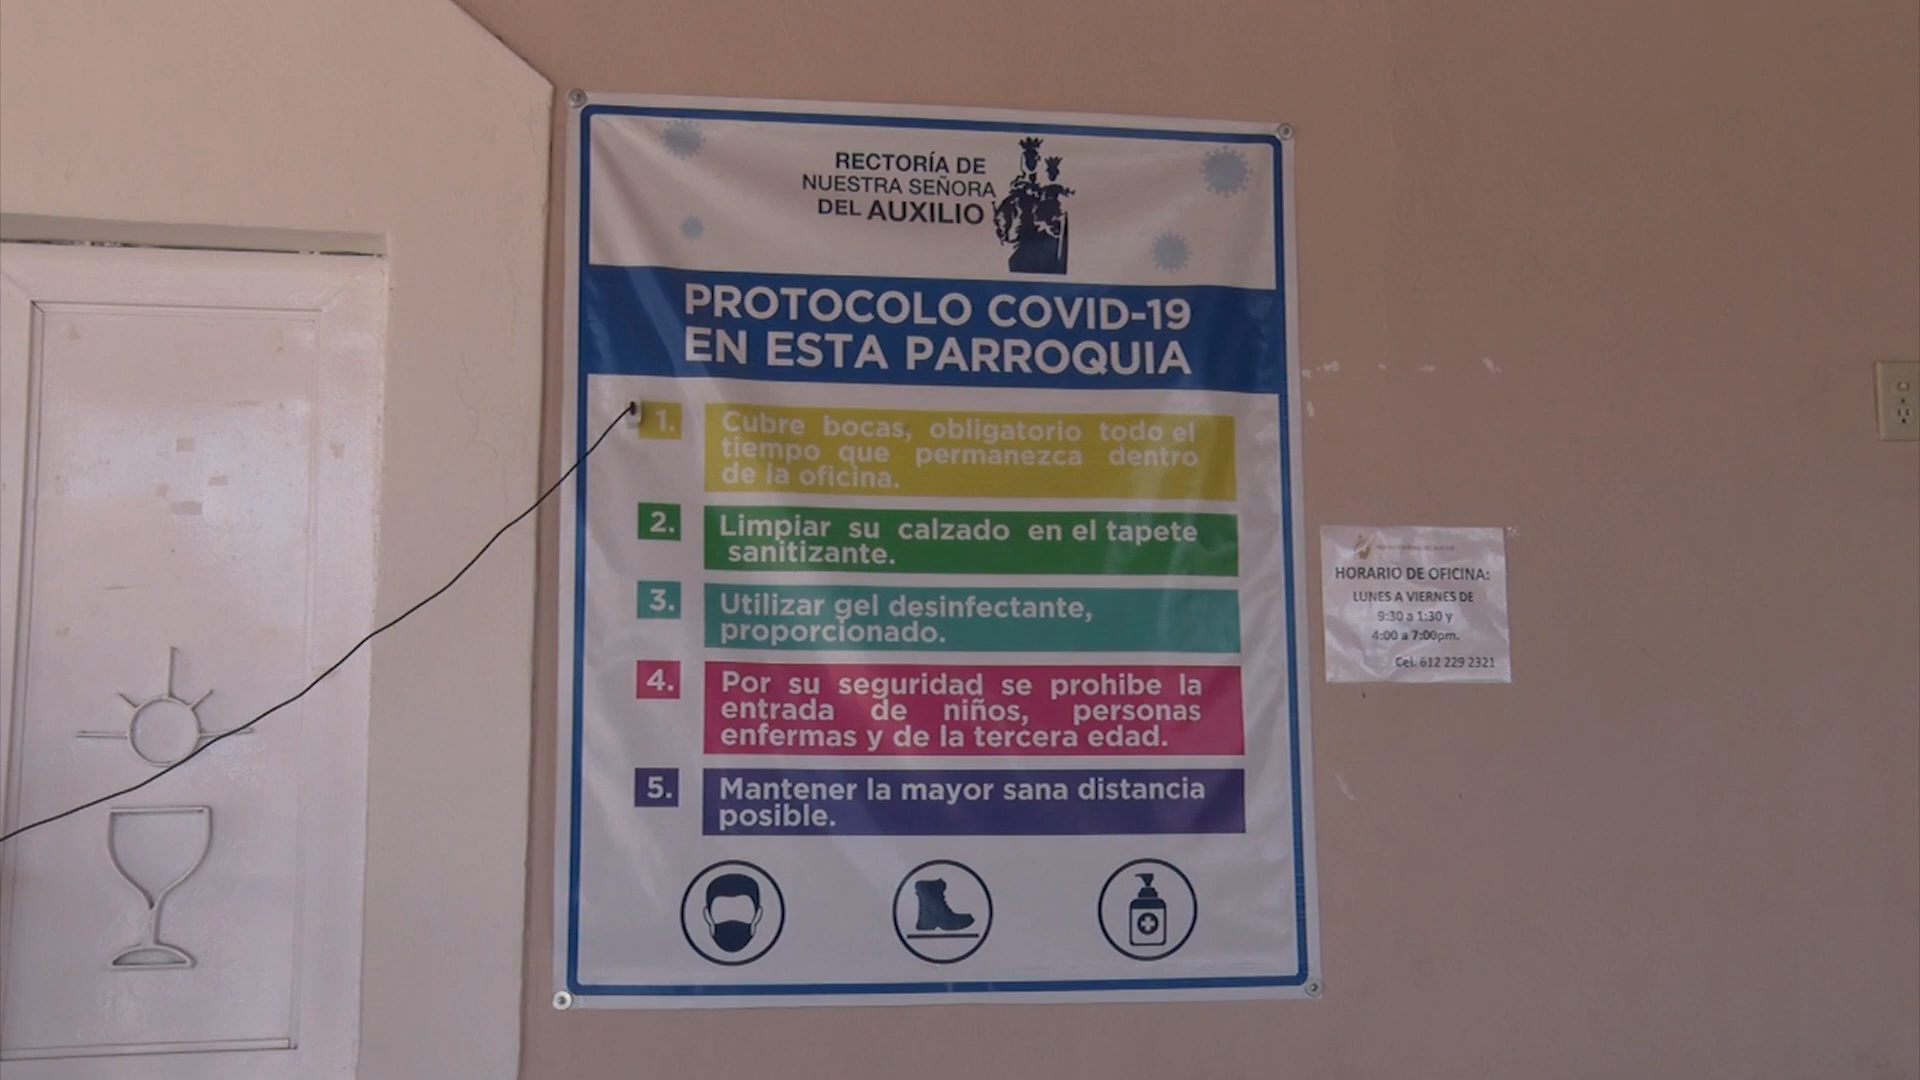 RECTORÍA DE
NUESTRA SEÑORA
DEL AUXILIO
PROTOCOLO COVID-19
EN ESTA PARROQUIA
1. Cubre bocas, obligatorio todo el
tiempo que permanezca dentro
de la oficina.
2. Limpiar su calzado en el tapete
sanitizante.
3. Utilizar gel desinfectante,
proporcionado.
4. Por su seguridad se prohibe la
entrada de niños, personas
enfermas y de la tercera edad.
5. Mantener la mayor sana distancia
posible.
HORARIO DE OFICINA:
LUNES A VIERNES DE
9:30 a 1:30 y
4:00 a 7:00pm.
Cel. 612 229 2321